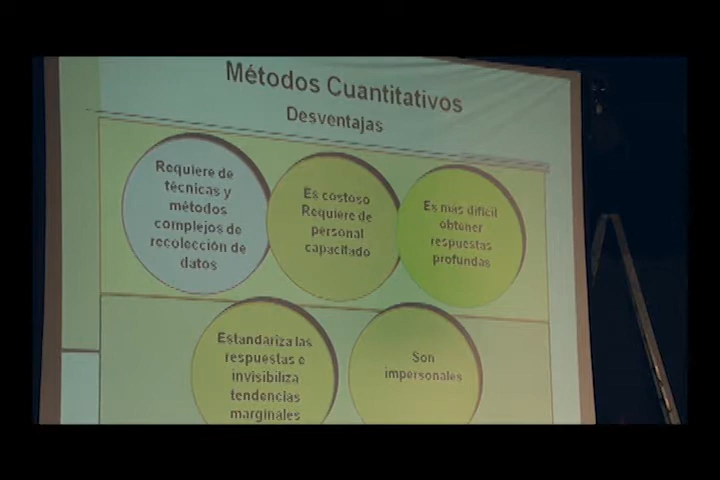 Métodos Cuantitativos
Desventajas
Requiere de
técnicas y
métodos
complejos de
recolección de
datos
Es costoso
Requiere de
personal
capacitado
Es más difícil
obtener
respuestas
profundas
Estandariza las
respuestas e
invisibiliza
tendencias
marginales
Son
impersonales